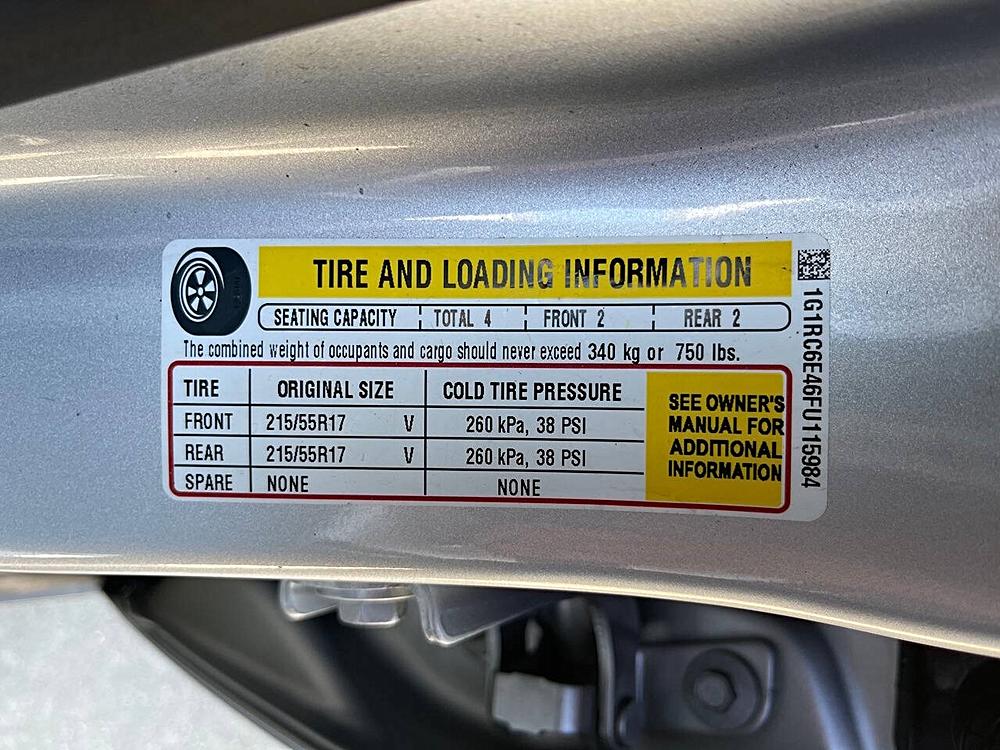 TIRE AND LOADING INFORMATION
SEATING CAPACITY TOTAL 4 FRONT 2 REAR 2
The combined weight of occupants and cargo should never exceed 340 kg or 750 lbs.
TIRE ORIGINAL SIZE COLD TIRE PRESSURE
FRONT 215/55R17 V 260 kPa, 38 PSI
REAR 215/55R17 V 260 kPa, 38 PSI
SPARE NONE NONE
SEE OWNER'S
MANUAL FOR
ADDITIONAL
INFORMATION
1G1RC6E46FU115984